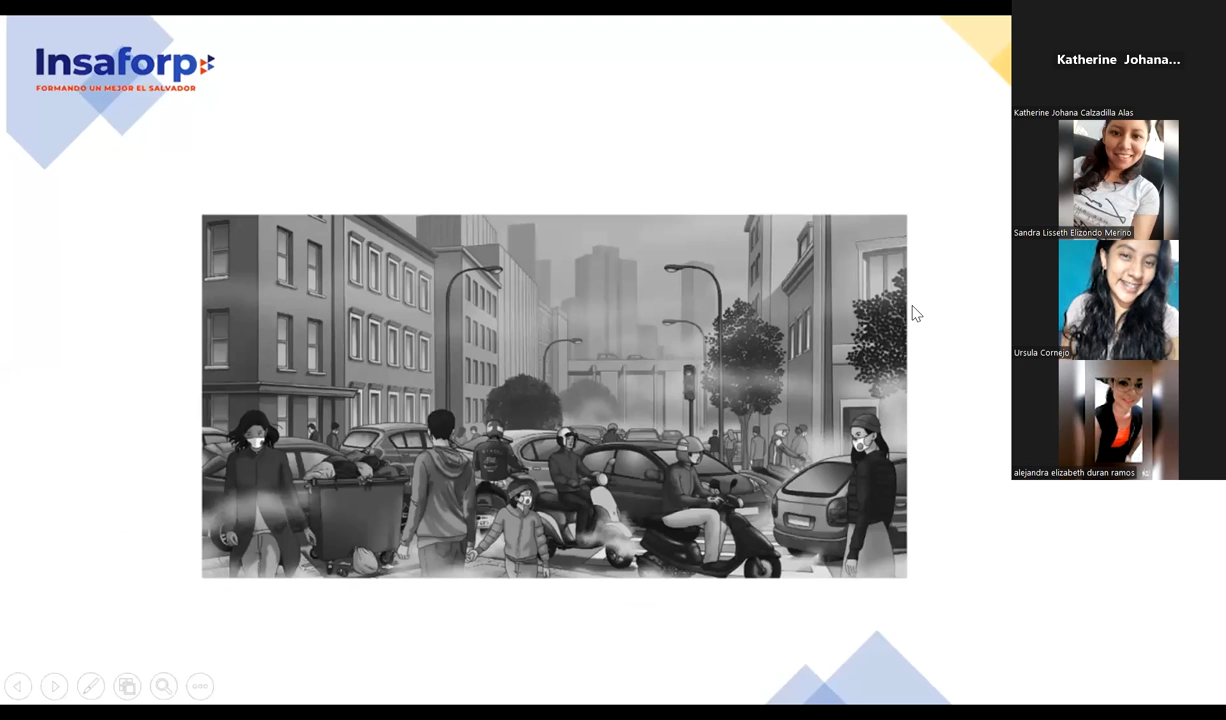 Insaforp
FORMANDO UN MEJOR EL SALVADOR
Katherine Johana...
Katherine Johana Calzadilla Alas
Sandra Lisseth Elizondo Merino
Ursula Cornejo
alejandra elizabeth duran ramos